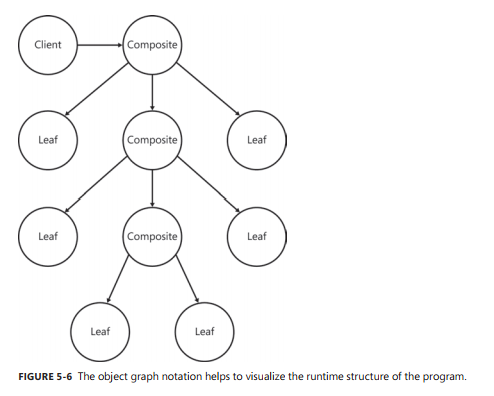 Client
Composite
Leaf
Composite
Leaf
Leaf
Composite
Leaf
Leaf
Leaf
FIGURE 5-6 The object graph notation helps to visualize the runtime structure of the program.